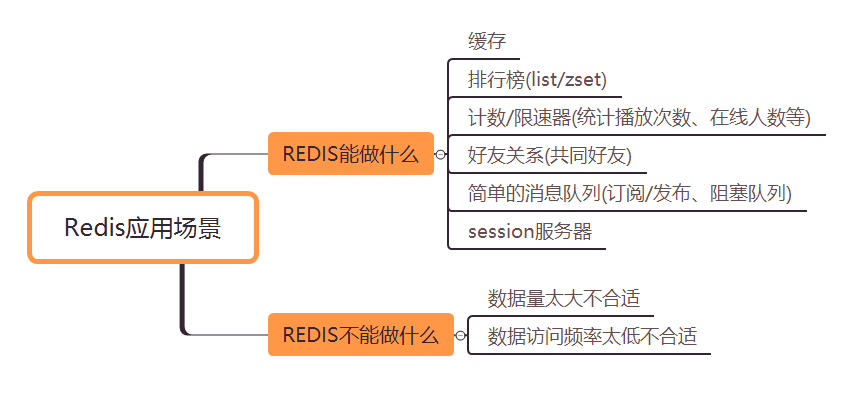 Redis应用场景
REDIS能做什么
缓存
排行榜(list/zset)
计数/限速器(统计播放次数、在线人数等)
好友关系(共同好友)
简单的消息队列(订阅/发布、阻塞队列)
session服务器
REDIS不能做什么
数据量太大不合适
数据访问频率太低不合适